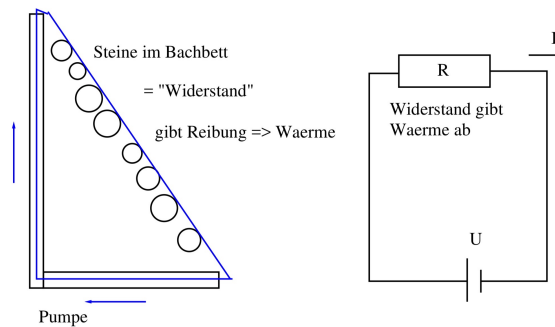 Steine im Bachbett
= "Widerstand"
gibt Reibung => Waerme
Pumpe
R
Widerstand gibt
Waerme ab
U